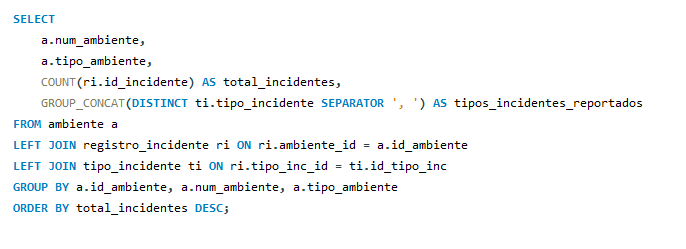 SELECT
    a.num_ambiente,
    a.tipo_ambiente,
    COUNT(ri.id_incidente) AS total_incidentes,
    GROUP_CONCAT(DISTINCT ti.tipo_incidente SEPARATOR ', ') AS tipos_incidentes_reportados
FROM ambiente a
LEFT JOIN registro_incidente ri ON ri.ambiente_id = a.id_ambiente
LEFT JOIN tipo_incidente ti ON ri.tipo_inc_id = ti.id_tipo_inc
GROUP BY a.id_ambiente, a.num_ambiente, a.tipo_ambiente
ORDER BY total_incidentes DESC;